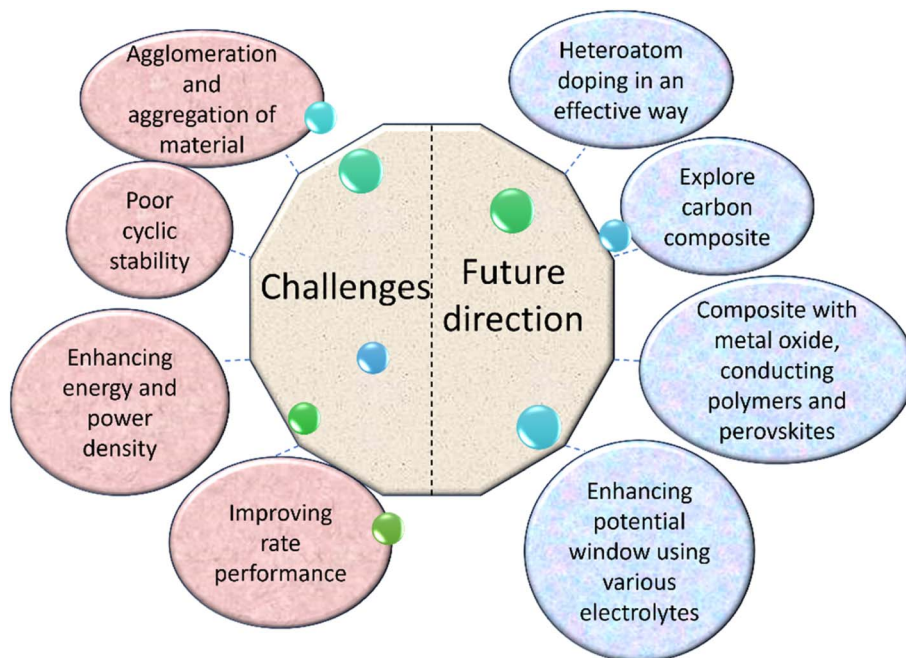 Agglomeration
and
aggregation of
material
Poor
cyclic
stability
Enhancing
energy and
power
density
Improving
rate
performance
Challenges
Future
direction
Heteroatom
doping in an
effective way
Explore
carbon
composite
Composite with
metal oxide,
conducting
polymers and
perovskites
Enhancing
potential
window using
various
electrolytes